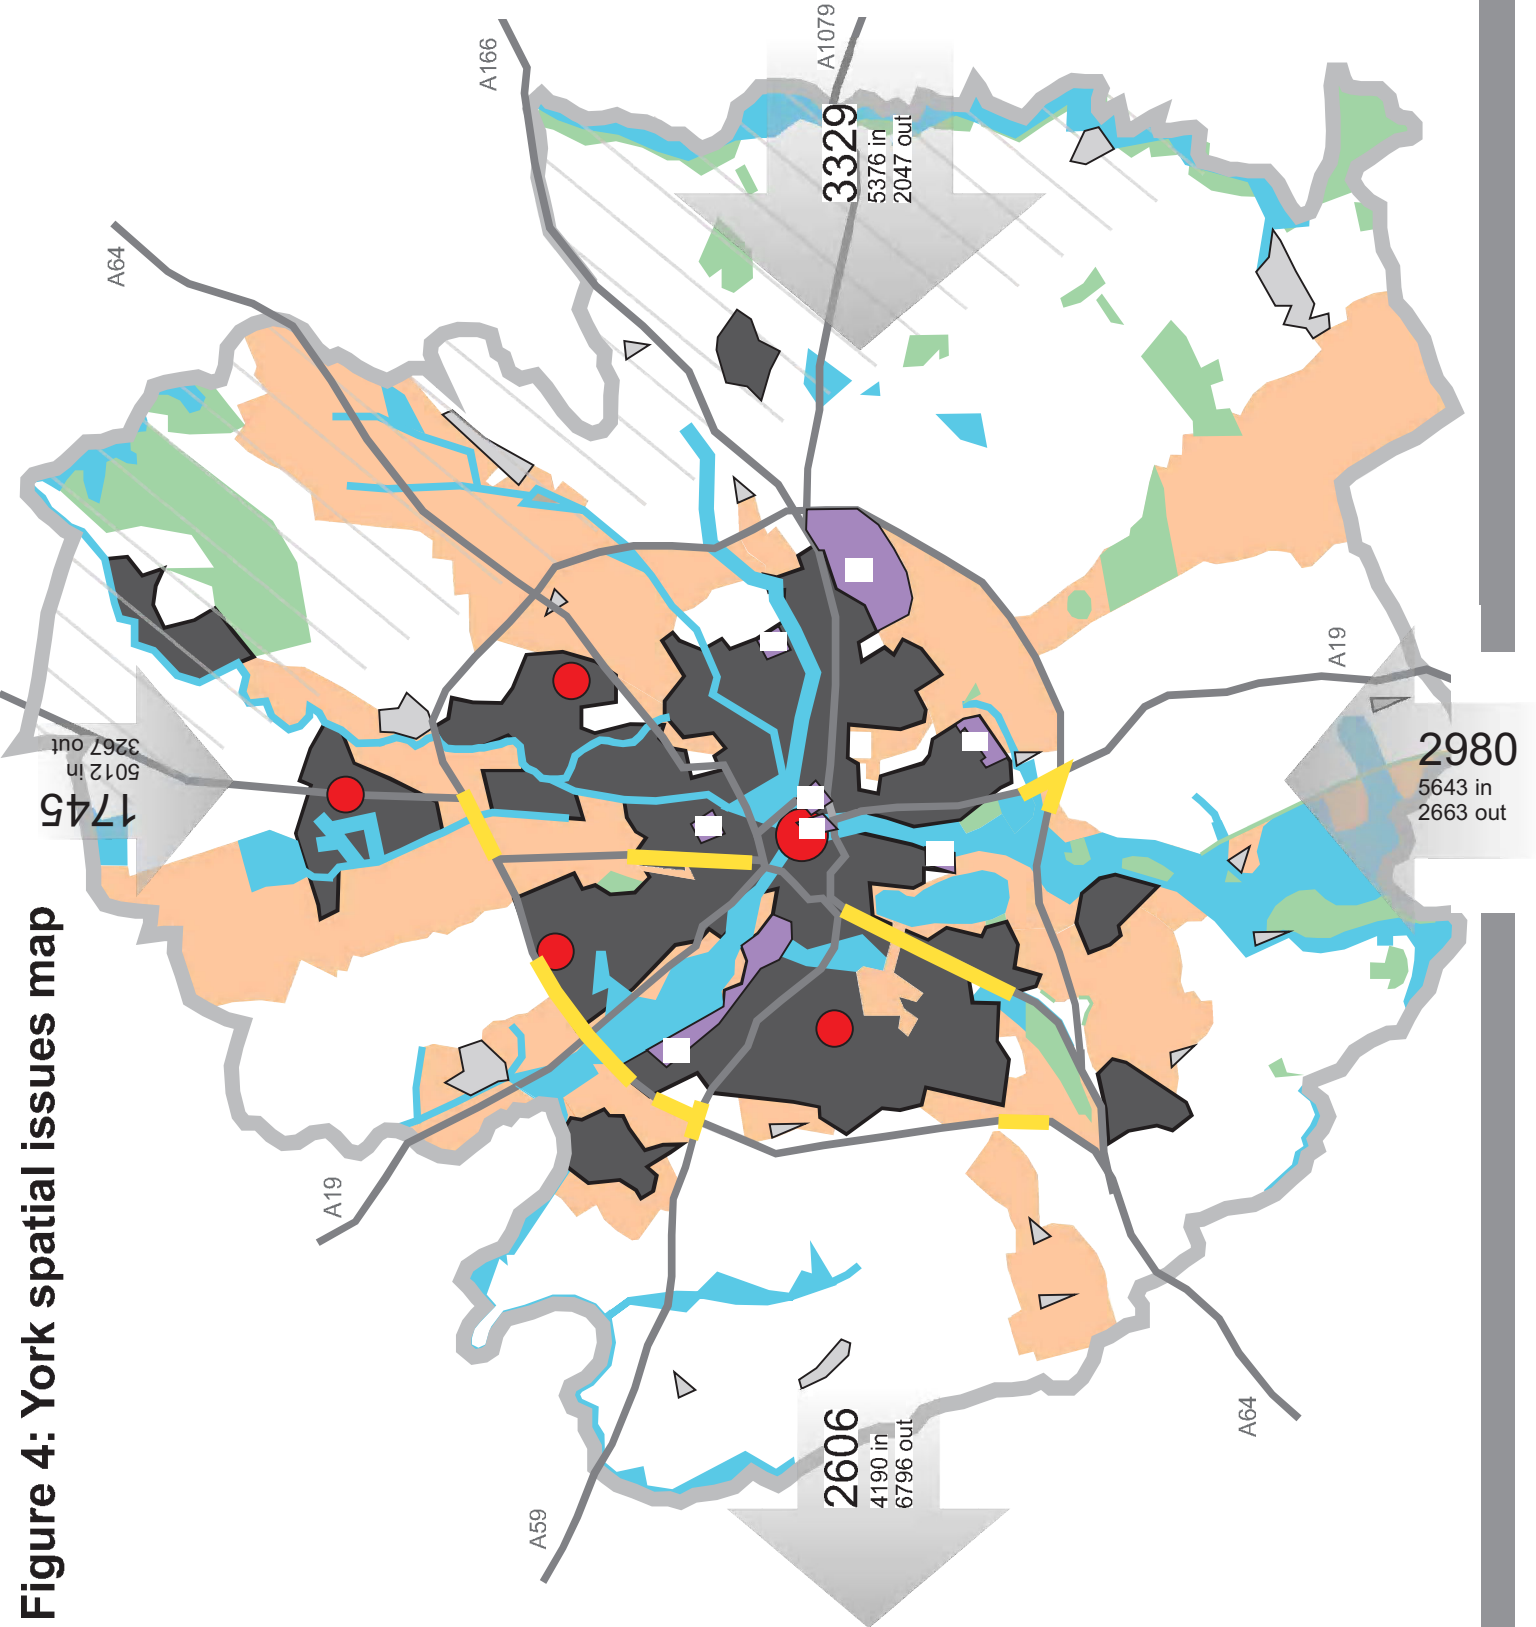 Figure 4: York spatial issues map
A166
A1079
A64
3329
5376 in
2047 out
1745
5012 in
3267 out
A19
2980
5643 in
2663 out
A19
2606
4190 in
6796 out
A59
A64